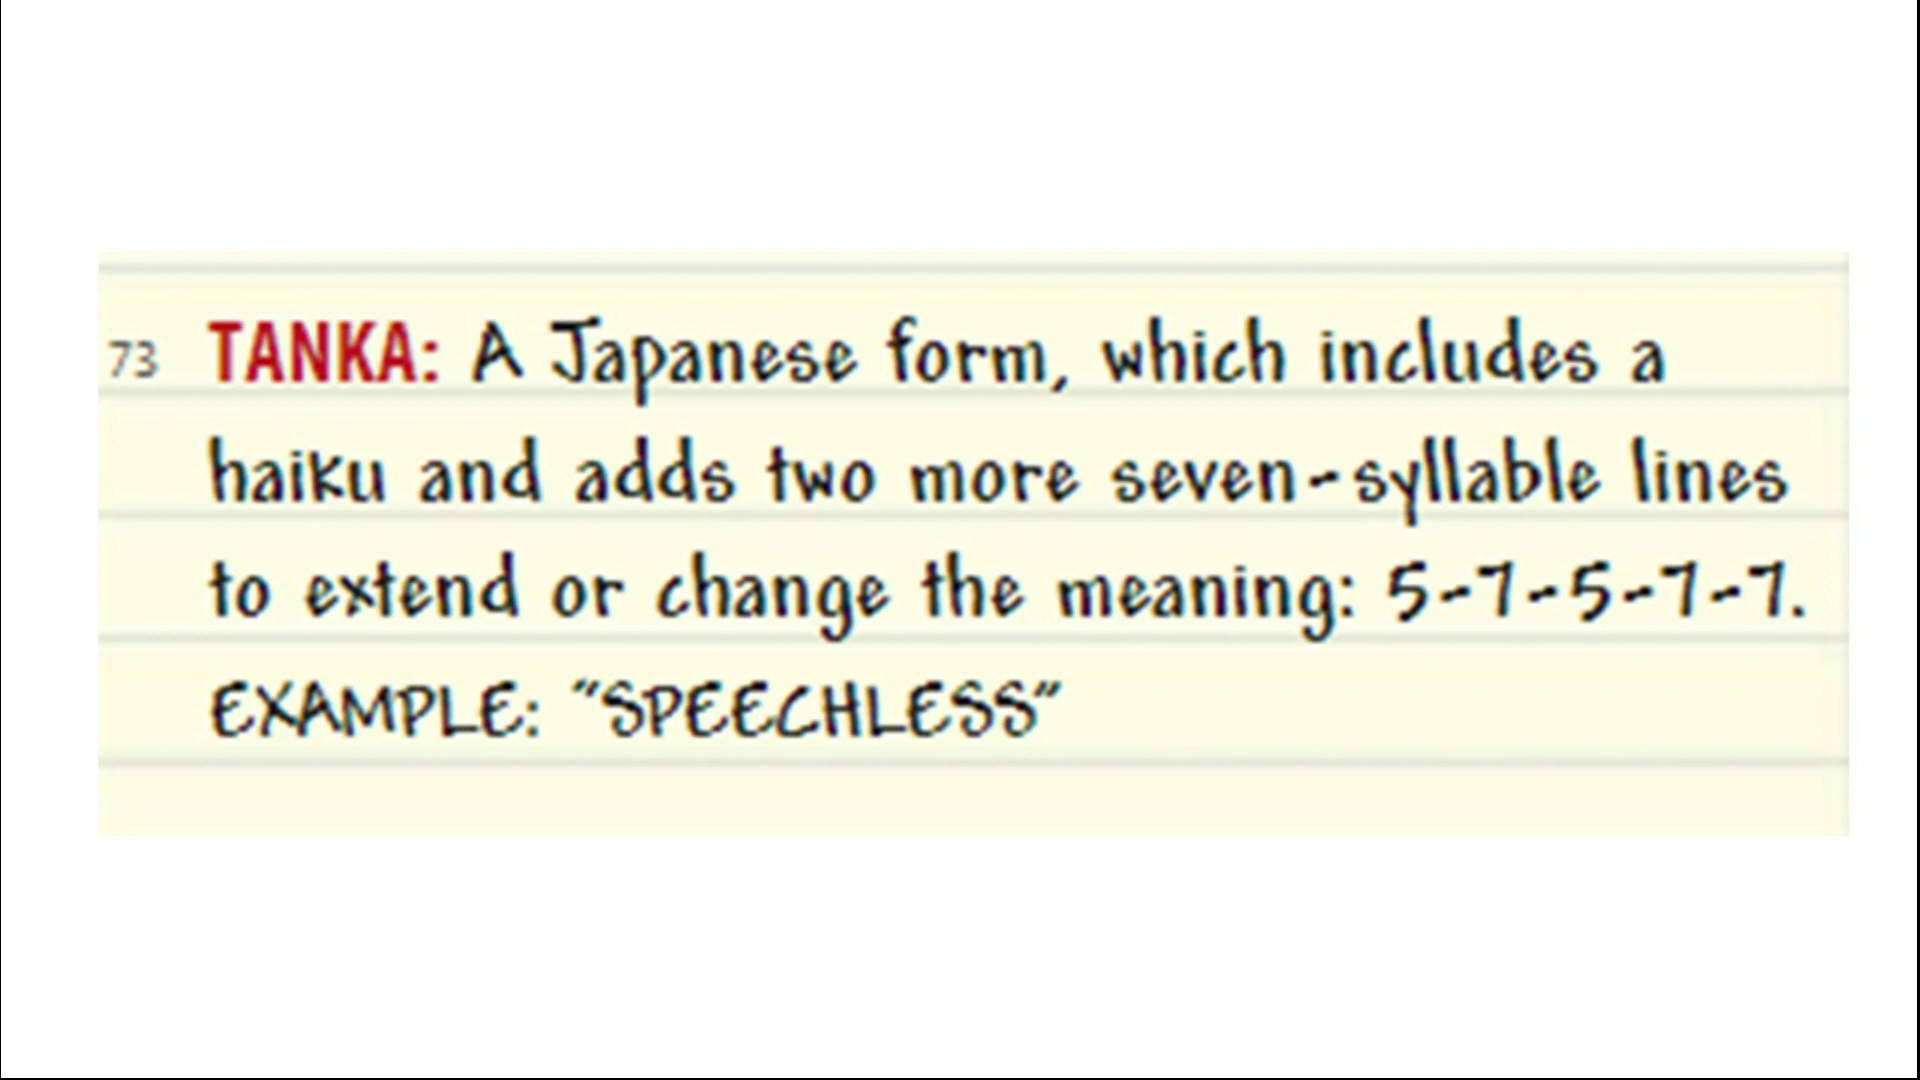 73 TANKA: A Japanese form, which includes a
haiku and adds two more seven-syllable lines
to extend or change the meaning: 5-7-5-7-7.
EXAMPLE: “SPEECHLESS”